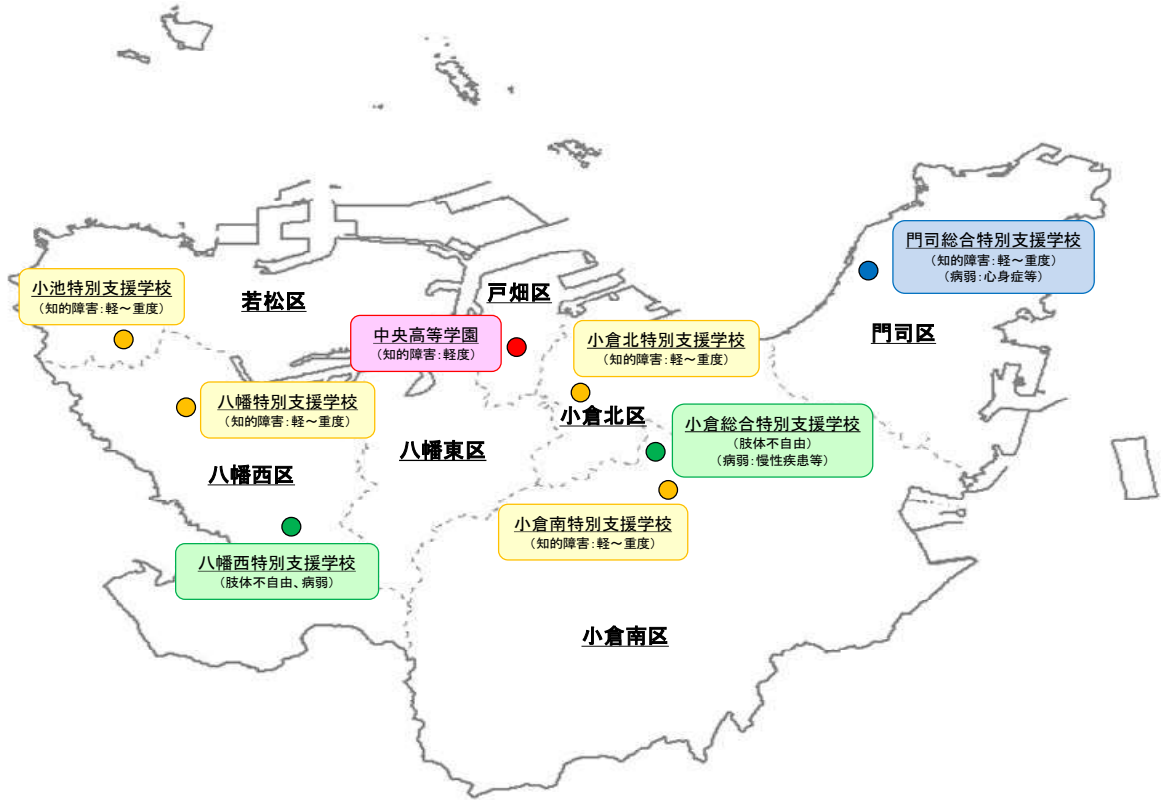 門司総合特別支援学校
（知的障害：軽～重度）
（病弱：心身症等）
小池特別支援学校
（知的障害：軽～重度）
若松区
戸畑区
中央高等学園
（知的障害：軽度）
小倉北特別支援学校
（知的障害：軽～重度）
門司区
八幡特別支援学校
（知的障害：軽～重度）
小倉北区
小倉総合特別支援学校
（肢体不自由）
（病弱：慢性疾患等）
八幡東区
八幡西区
小倉南特別支援学校
（知的障害：軽～重度）
八幡西特別支援学校
（肢体不自由、病弱）
小倉南区